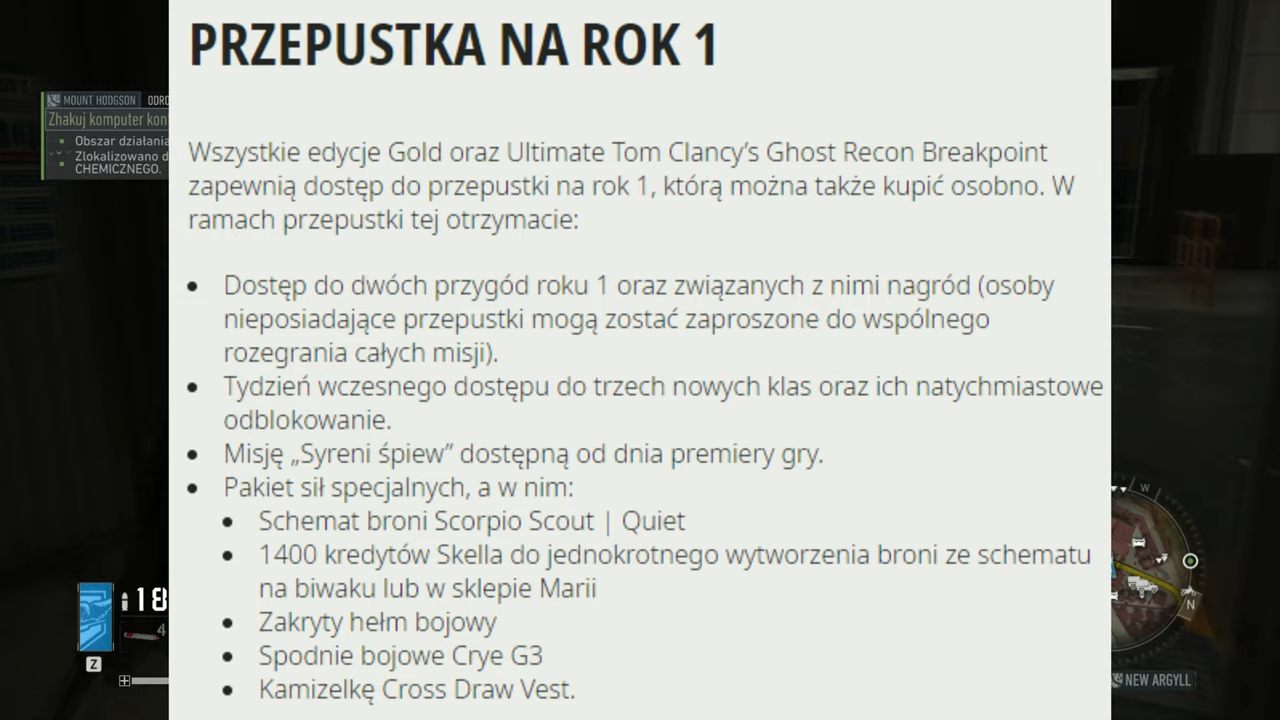 PRZEPUSTKA NA ROK 1
MOUNT HODGSON
Zhakuj komputer
Obszar działania
Zlokalizowano
CHEMICZNEGO.
Wszystkie edycje Gold oraz Ultimate Tom Clancy’s Ghost Recon Breakpoint
zapewnią dostęp do przepustki na rok 1, którą można także kupić osobno. W
ramach przepustki tej otrzymacie:
• Dostęp do dwóch przygód roku 1 oraz związanych z nimi nagród (osoby
nieposiadające przepustki mogą zostać zaproszone do wspólnego
rozegrania całych misji).
• Tydzień wczesnego dostępu do trzech nowych klas oraz ich natychmiastowe
odblokowanie.
• Misję „Syreni śpiew” dostępną od dnia premiery gry.
• Pakiet sił specjalnych, a w nim:
• Schemat broni Scorpio Scout | Quiet
• 1400 kredytów Skella do jednokrotnego wytworzenia broni ze schematu
na biwaku lub w sklepie Marii
• Zakryty hełm bojowy
• Spodnie bojowe Crye G3
• Kamizelkę Cross Draw Vest.
18
4
Z
W
N
NEW ARGYLL